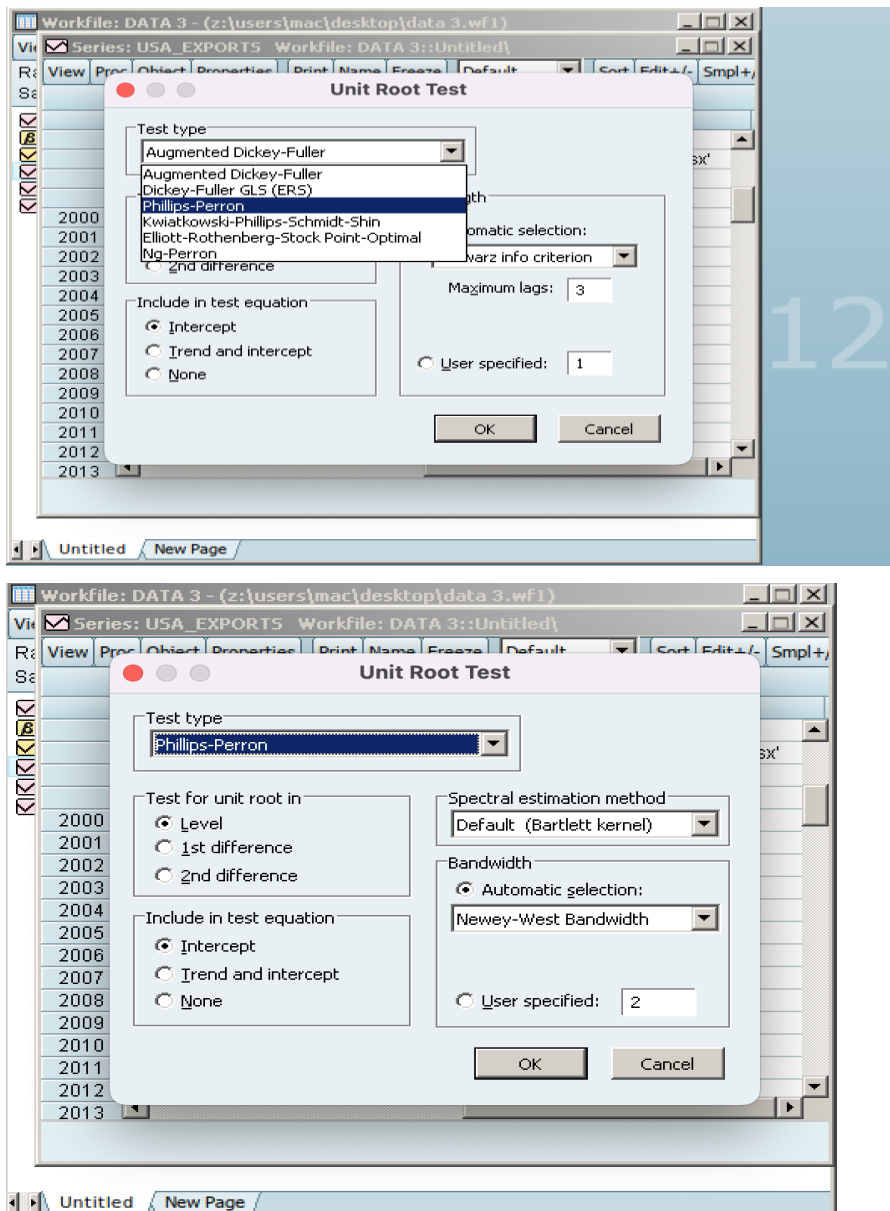 Workfile: DATA 3 - (z:\users\mac\desktop\data 3.wf1)
Series: USA_EXPORTS Workfile: DATA 3::Untitled\
View Proc Object Properties Print Name Freeze Default Sort Edit+/- Smpl+/
Unit Root Test
Test type
Augmented Dickey-Fuller
Augmented Dickey-Fuller
Dickey-Fuller GLS (ERS)
Phillips-Perron
Kwiatkowski-Phillips-Schmidt-Shin
Elliott-Rothenberg-Stock Point-Optimal
Ng-Perron
2nd difference
gth
omatic selection:
warz info criterion
Maximum lags: 3
User specified: 1
Include in test equation
Intercept
Trend and intercept
None
OK Cancel
sx'
2000
2001
2002
2003
2004
2005
2006
2007
2008
2009
2010
2011
2012
2013
Untitled New Page
12
Workfile: DATA 3 - (z:\users\mac\desktop\data 3.wf1)
Series: USA_EXPORTS Workfile: DATA 3::Untitled\
View Proc Object Properties Print Name Freeze Default Sort Edit+/- Smpl+/
Unit Root Test
Test type
Phillips-Perron
Test for unit root in
Level
1st difference
2nd difference
Spectral estimation method
Default (Bartlett kernel)
Bandwidth
Automatic selection:
Newey-West Bandwidth
User specified: 2
Include in test equation
Intercept
Trend and intercept
None
OK Cancel
sx'
2000
2001
2002
2003
2004
2005
2006
2007
2008
2009
2010
2011
2012
2013
Untitled New Page